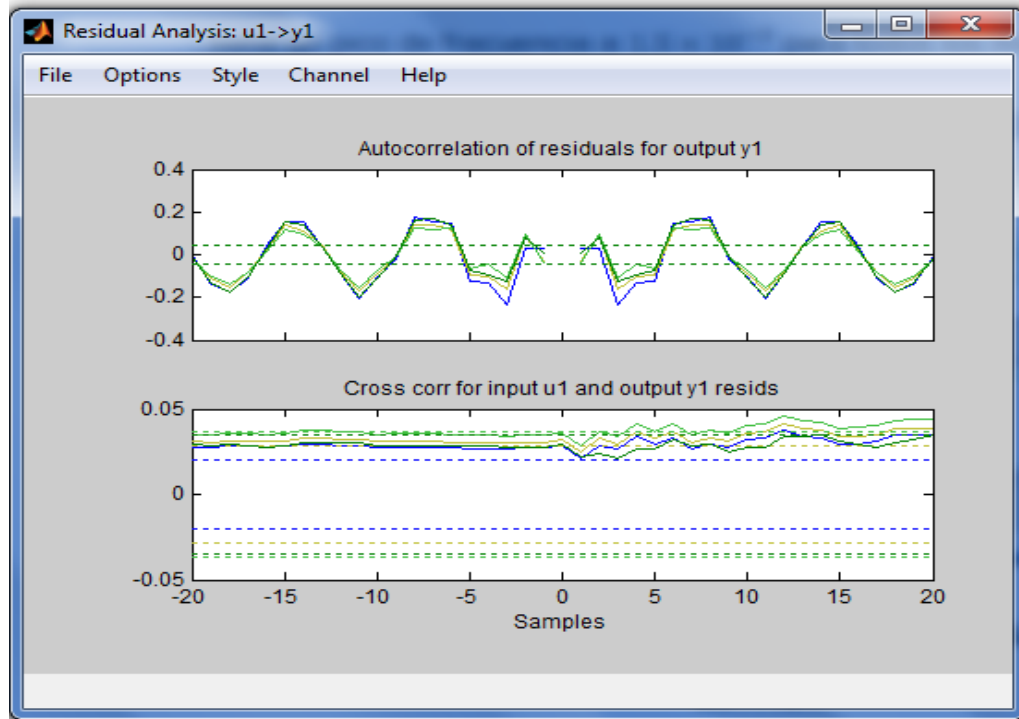 Residual Analysis: u1->y1
File Options Style Channel Help
Autocorrelation of residuals for output y1
0.4
0.2
0
-0.2
-0.4
Cross corr for input u1 and output y1 resids
0.05
0
-0.05
-20 -15 -10 -5 0 5 10 15 20
Samples